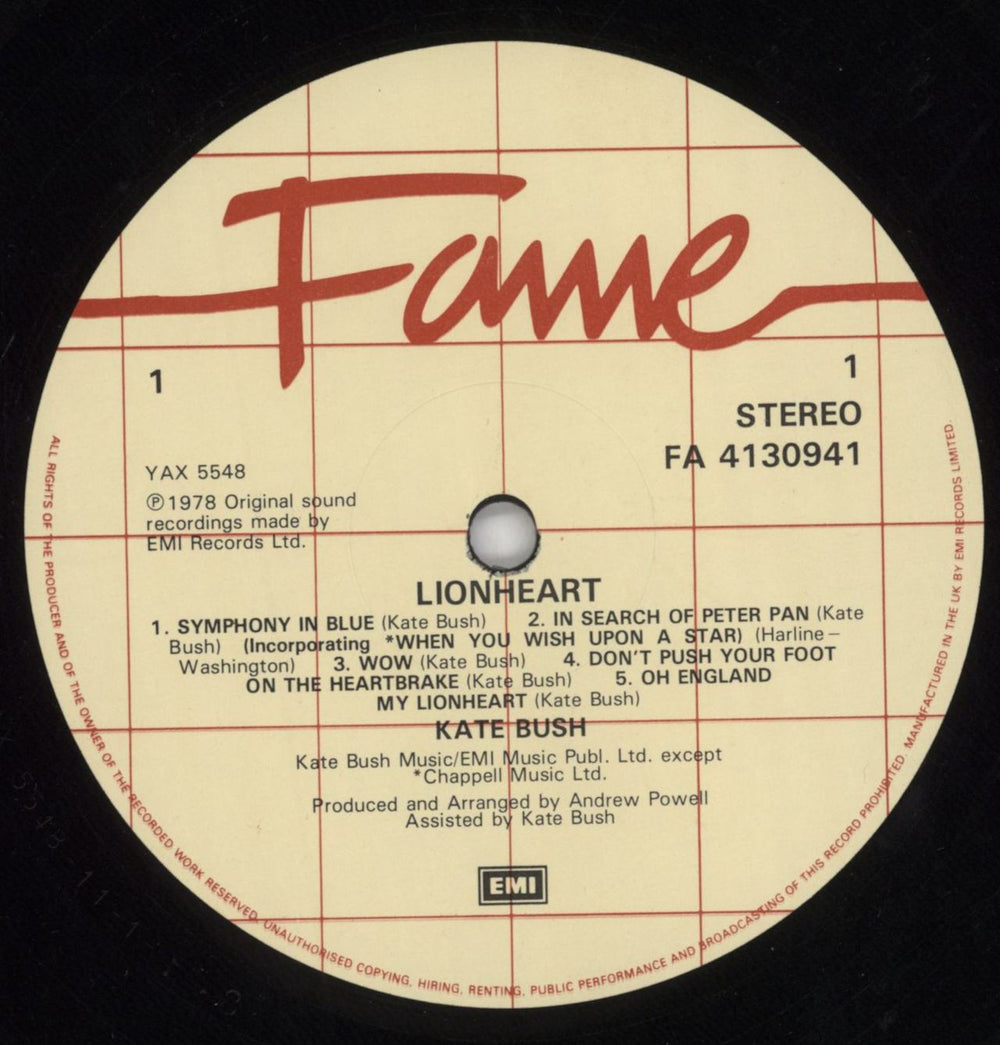 Fame
1
1
STEREO
FA 4130941
YAX 5548
℗1978 Original sound
recordings made by
EMI Records Ltd.
LIONHEART
1. SYMPHONY IN BLUE (Kate Bush) 2. IN SEARCH OF PETER PAN (Kate
Bush) (Incorporating *WHEN YOU WISH UPON A STAR) (Harline–
Washington) 3. WOW (Kate Bush) 4. DON'T PUSH YOUR FOOT
ON THE HEARTBRAKE (Kate Bush) 5. OH ENGLAND
MY LIONHEART (Kate Bush)
KATE BUSH
Kate Bush Music/EMI Music Publ. Ltd. except
*Chappell Music Ltd.
Produced and Arranged by Andrew Powell
Assisted by Kate Bush
EMI
ALL RIGHTS OF THE PRODUCER AND OF THE OWNER OF THE RECORDED WORK RESERVED. UNAUTHORISED COPYING, HIRING, RENTING, PUBLIC PERFORMANCE AND BROADCASTING OF THIS RECORD PROHIBITED. MANUFACTURED IN THE UK BY EMI RECORDS LIMITED.